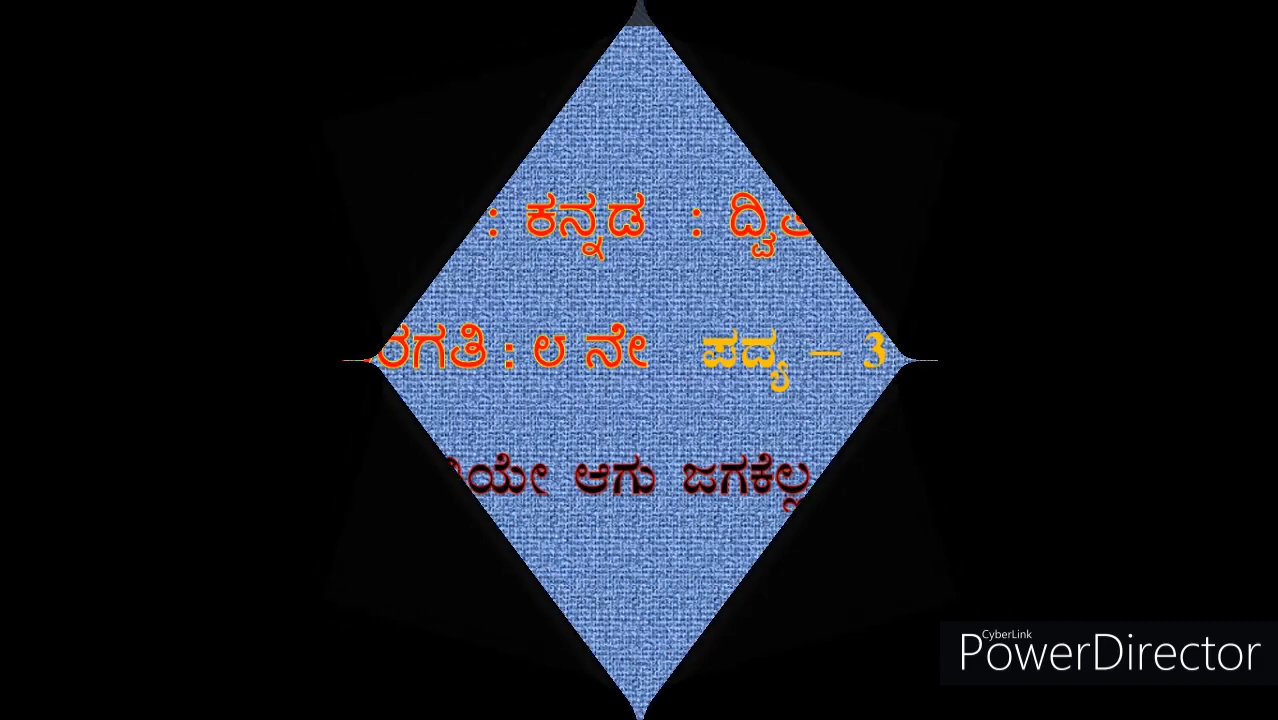 : ಕನ್ನಡ : ದ್ವಿ
ರಗತಿ : ೮ ನೇ ಪದ್ಯ – 3
ಯೇ ಆಗು ಜಗಕೆಲ್ಲ
CyberLink
PowerDirector